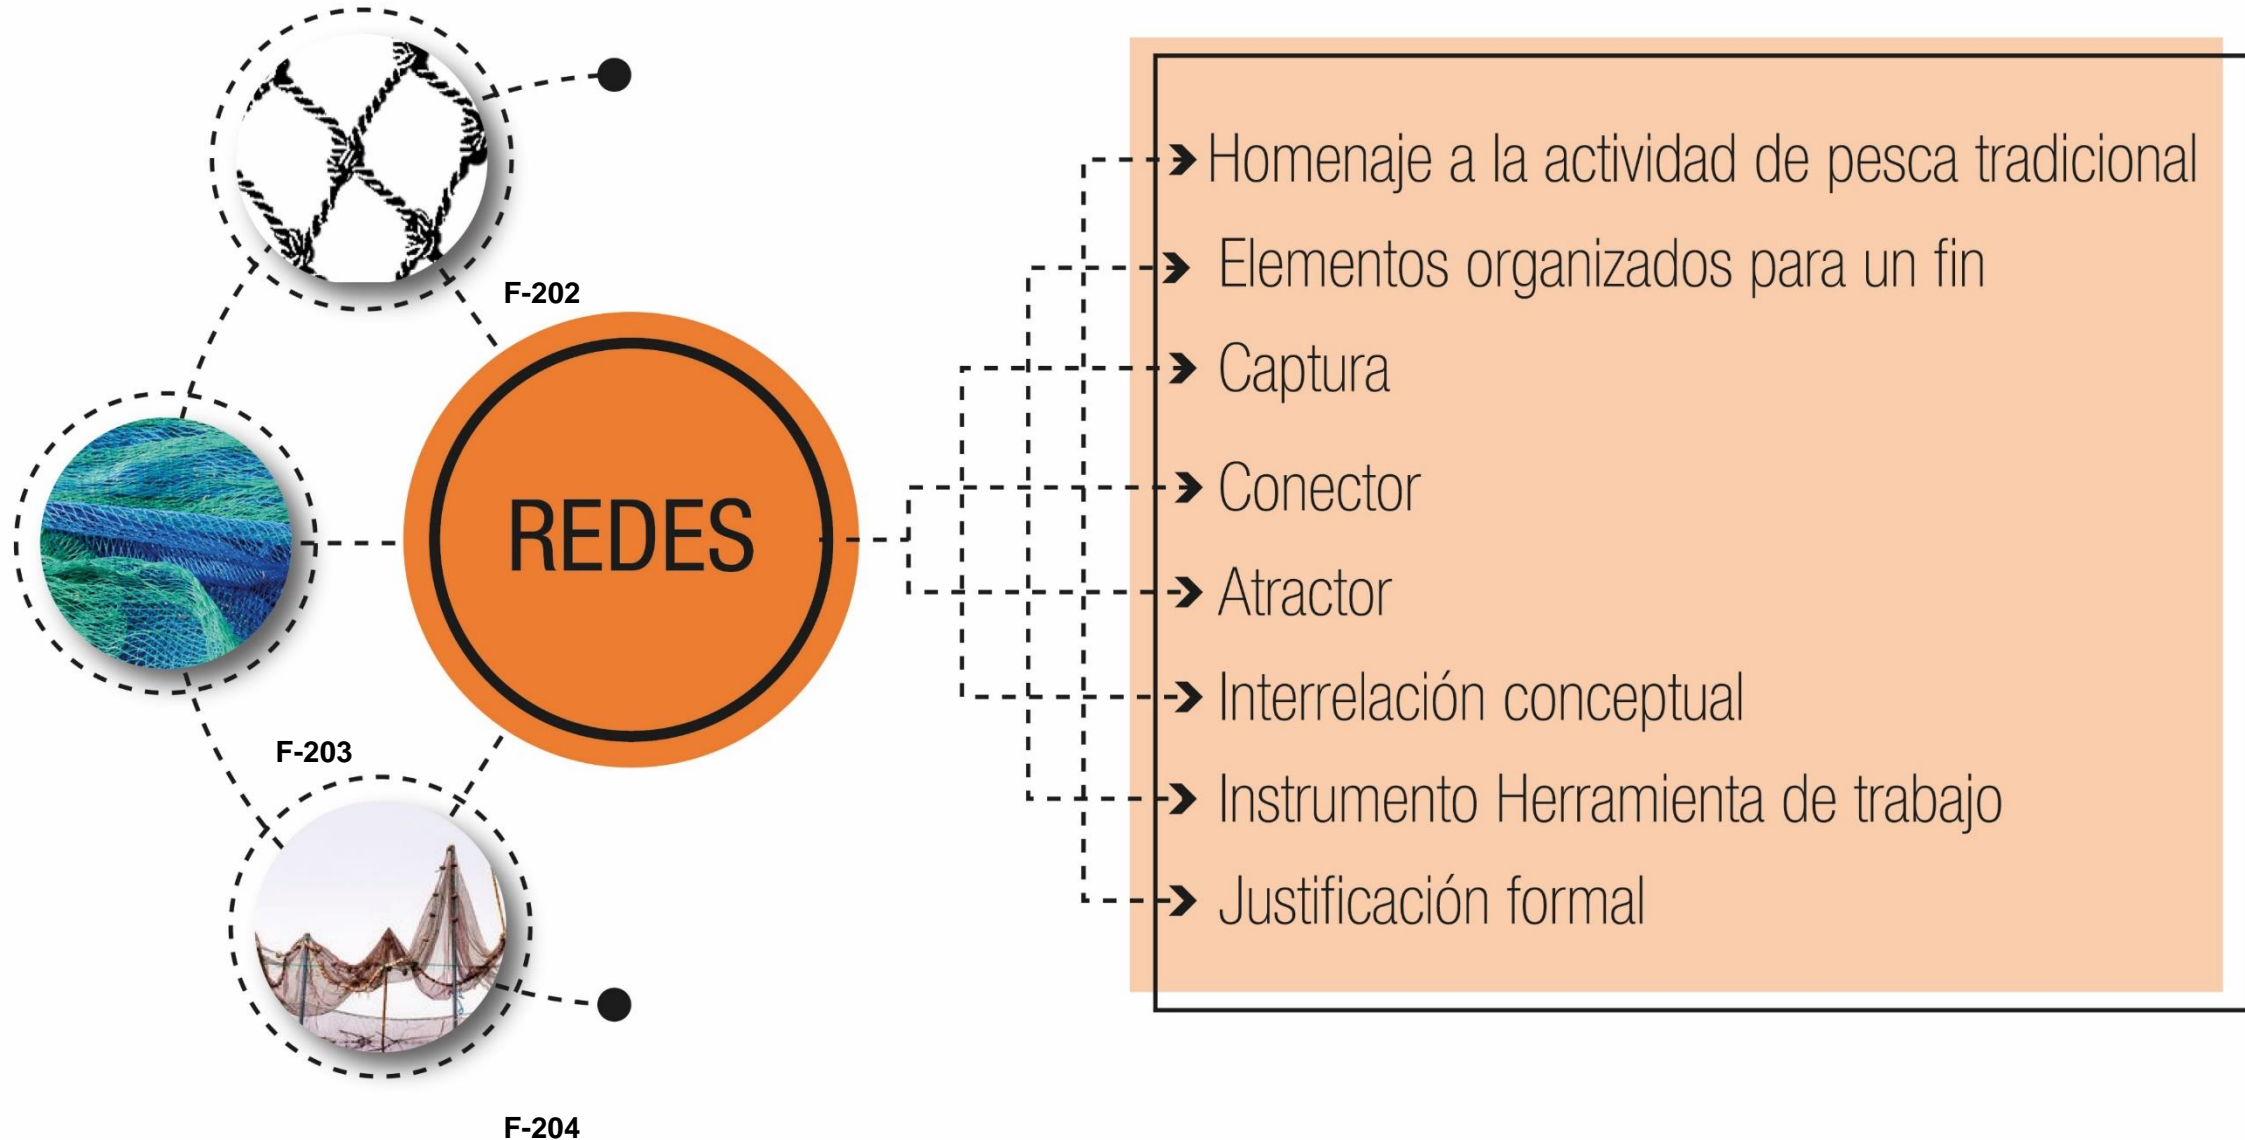 F-202
REDES
F-203
F-204
Homenaje a la actividad de pesca tradicional
Elementos organizados para un fin
Captura
Conector
Atractor
Interrelación conceptual
Instrumento Herramienta de trabajo
Justificación formal